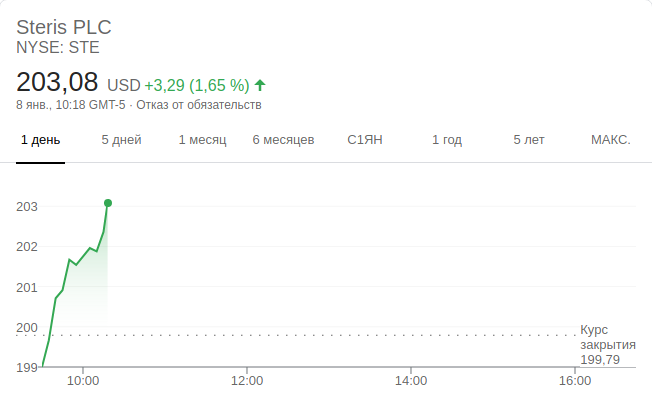 Steris PLC
NYSE: STE
203,08 USD +3,29 (1,65 %)
8 янв., 10:18 GMT-5 · Отказ от обязательств
1 день 5 дней 1 месяц 6 месяцев С1ЯН 1 год 5 лет МАКС.
203
202
201
200
199
Курс
закрытия
199,79
10:00 12:00 14:00 16:00